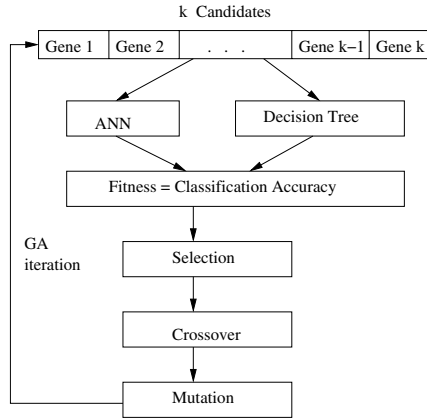 k Candidates
Gene 1 Gene 2 . . . Gene k−1 Gene k
ANN
Decision Tree
Fitness = Classification Accuracy
GA
iteration
Selection
Crossover
Mutation